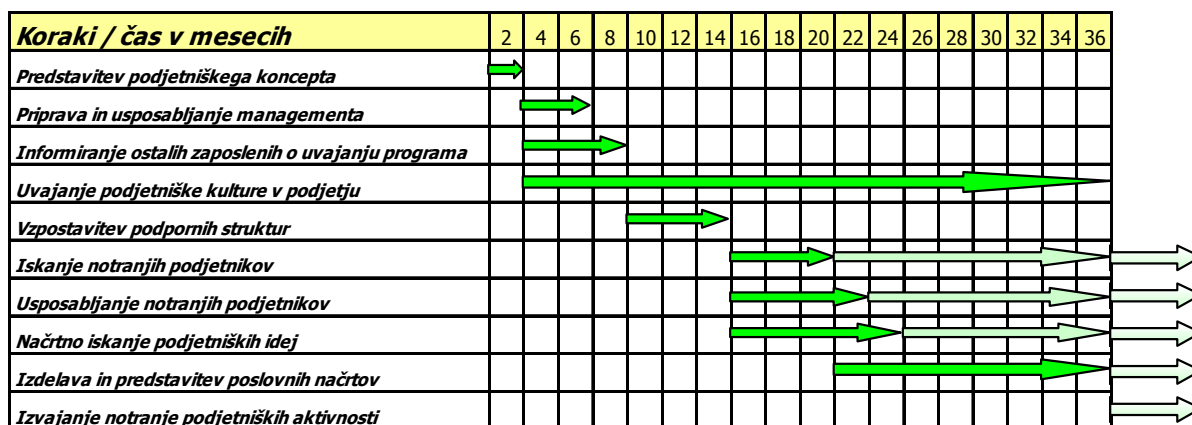 Koraki / čas v mesecih 2 4 6 8 10 12 14 16 18 20 22 24 26 28 30 32 34 36
Predstavitev podjetniškega koncepta
Priprava in usposabljanje managementa
Informiranje ostalih zaposlenih o uvajanju programa
Uvajanje podjetniške kulture v podjetju
Vzpostavitev podpornih struktur
Iskanje notranjih podjetnikov
Usposabljanje notranjih podjetnikov
Načrtno iskanje podjetniških idej
Izdelava in predstavitev poslovnih načrtov
Izvajanje notranje podjetniških aktivnosti